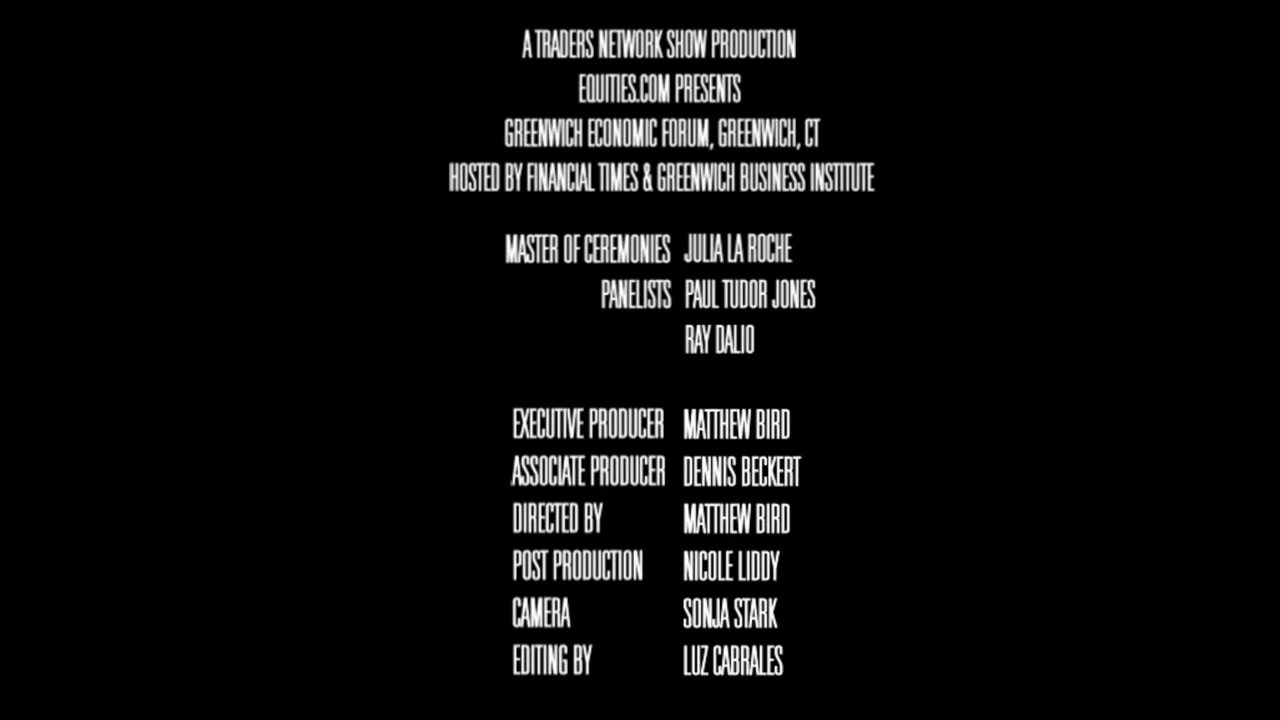 A TRADERS NETWORK SHOW PRODUCTION
EQUITIES.COM PRESENTS
GREENWICH ECONOMIC FORUM, GREENWICH, CT
HOSTED BY FINANCIAL TIMES & GREENWICH BUSINESS INSTITUTE
MASTER OF CEREMONIES JULIA LA ROCHE
PANELISTS PAUL TUDOR JONES
RAY DALIO
EXECUTIVE PRODUCER MATTHEW BIRD
ASSOCIATE PRODUCER DENNIS BECKERT
DIRECTED BY MATTHEW BIRD
POST PRODUCTION NICOLE LIDDY
CAMERA SONJA STARK
EDITING BY LUZ CABRALES